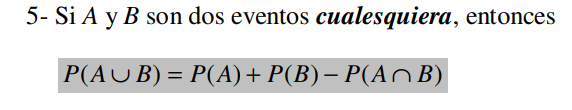 5- Si A y B son dos eventos cualesquiera, entonces
P(A ∪ B) = P(A) + P(B) – P(A ∩ B)